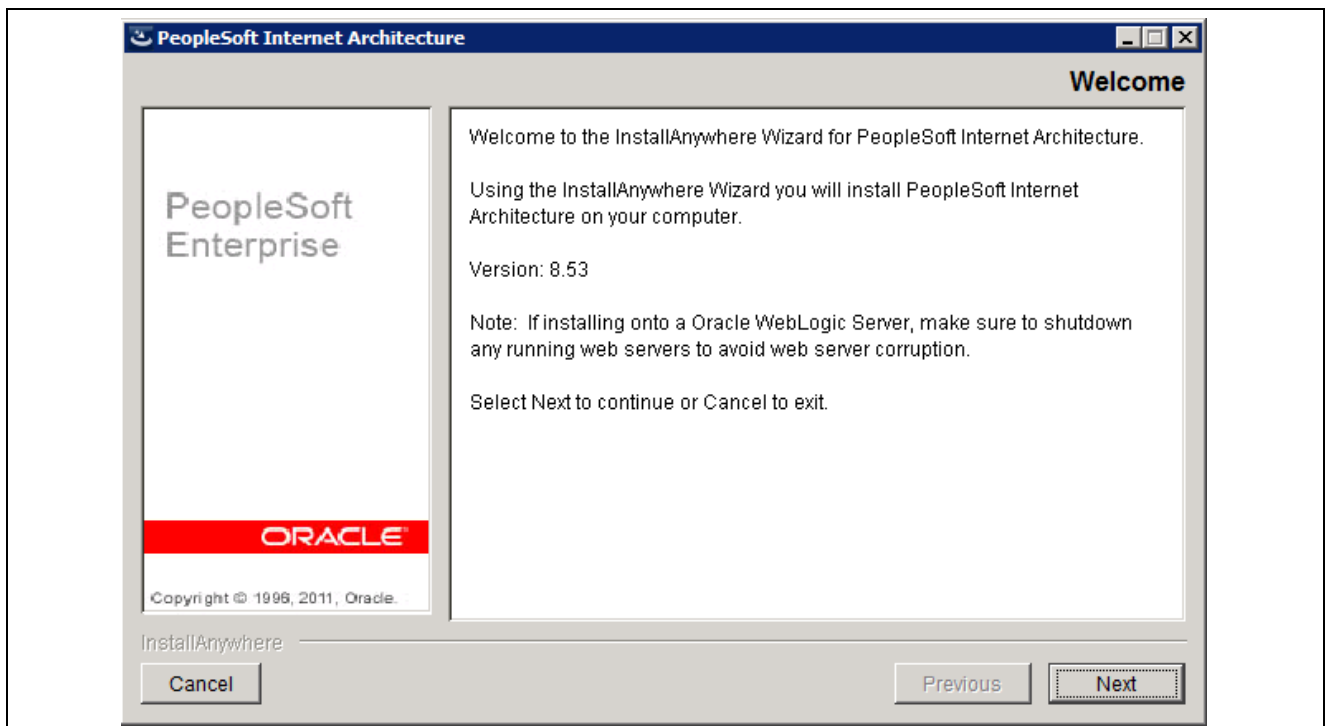 PeopleSoft Internet Architecture
Welcome
PeopleSoft
Enterprise
ORACLE
Copyright © 1996, 2011, Oracle.
Welcome to the InstallAnywhere Wizard for PeopleSoft Internet Architecture.
Using the InstallAnywhere Wizard you will install PeopleSoft Internet
Architecture on your computer.
Version: 8.53
Note: If installing onto a Oracle WebLogic Server, make sure to shutdown
any running web servers to avoid web server corruption.
Select Next to continue or Cancel to exit.
InstallAnywhere
Cancel
Previous
Next